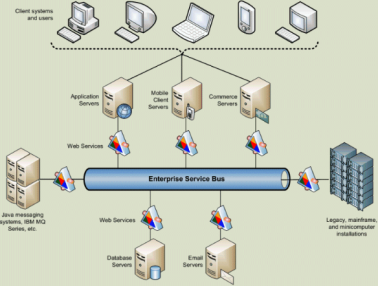 Client systems
and users
Application
Servers
Mobile
Client
Servers
Commerce
Servers
Web Services
Enterprise Service Bus
Java messaging
systems, IBM MQ
Series, etc
Web Services
Legacy, mainframe,
and minicomputer
installations
Database
Servers
Email
Servers